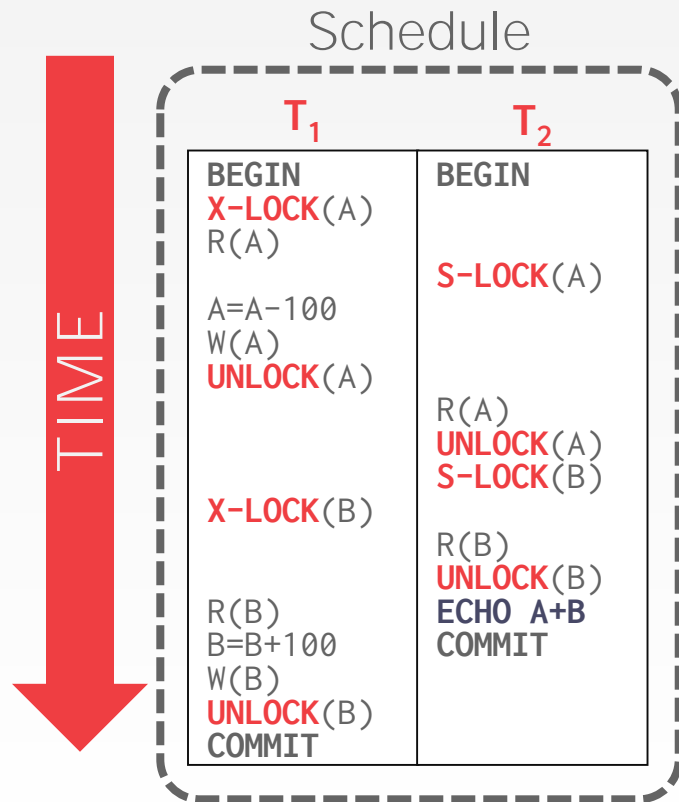 Schedule
TIME
T1 T2
BEGIN BEGIN
X-LOCK(A)
R(A)
S-LOCK(A)
A=A-100
W(A)
UNLOCK(A)
R(A)
UNLOCK(A)
S-LOCK(B)
X-LOCK(B)
R(B)
UNLOCK(B)
R(B) ECHO A+B
B=B+100 COMMIT
W(B)
UNLOCK(B)
COMMIT